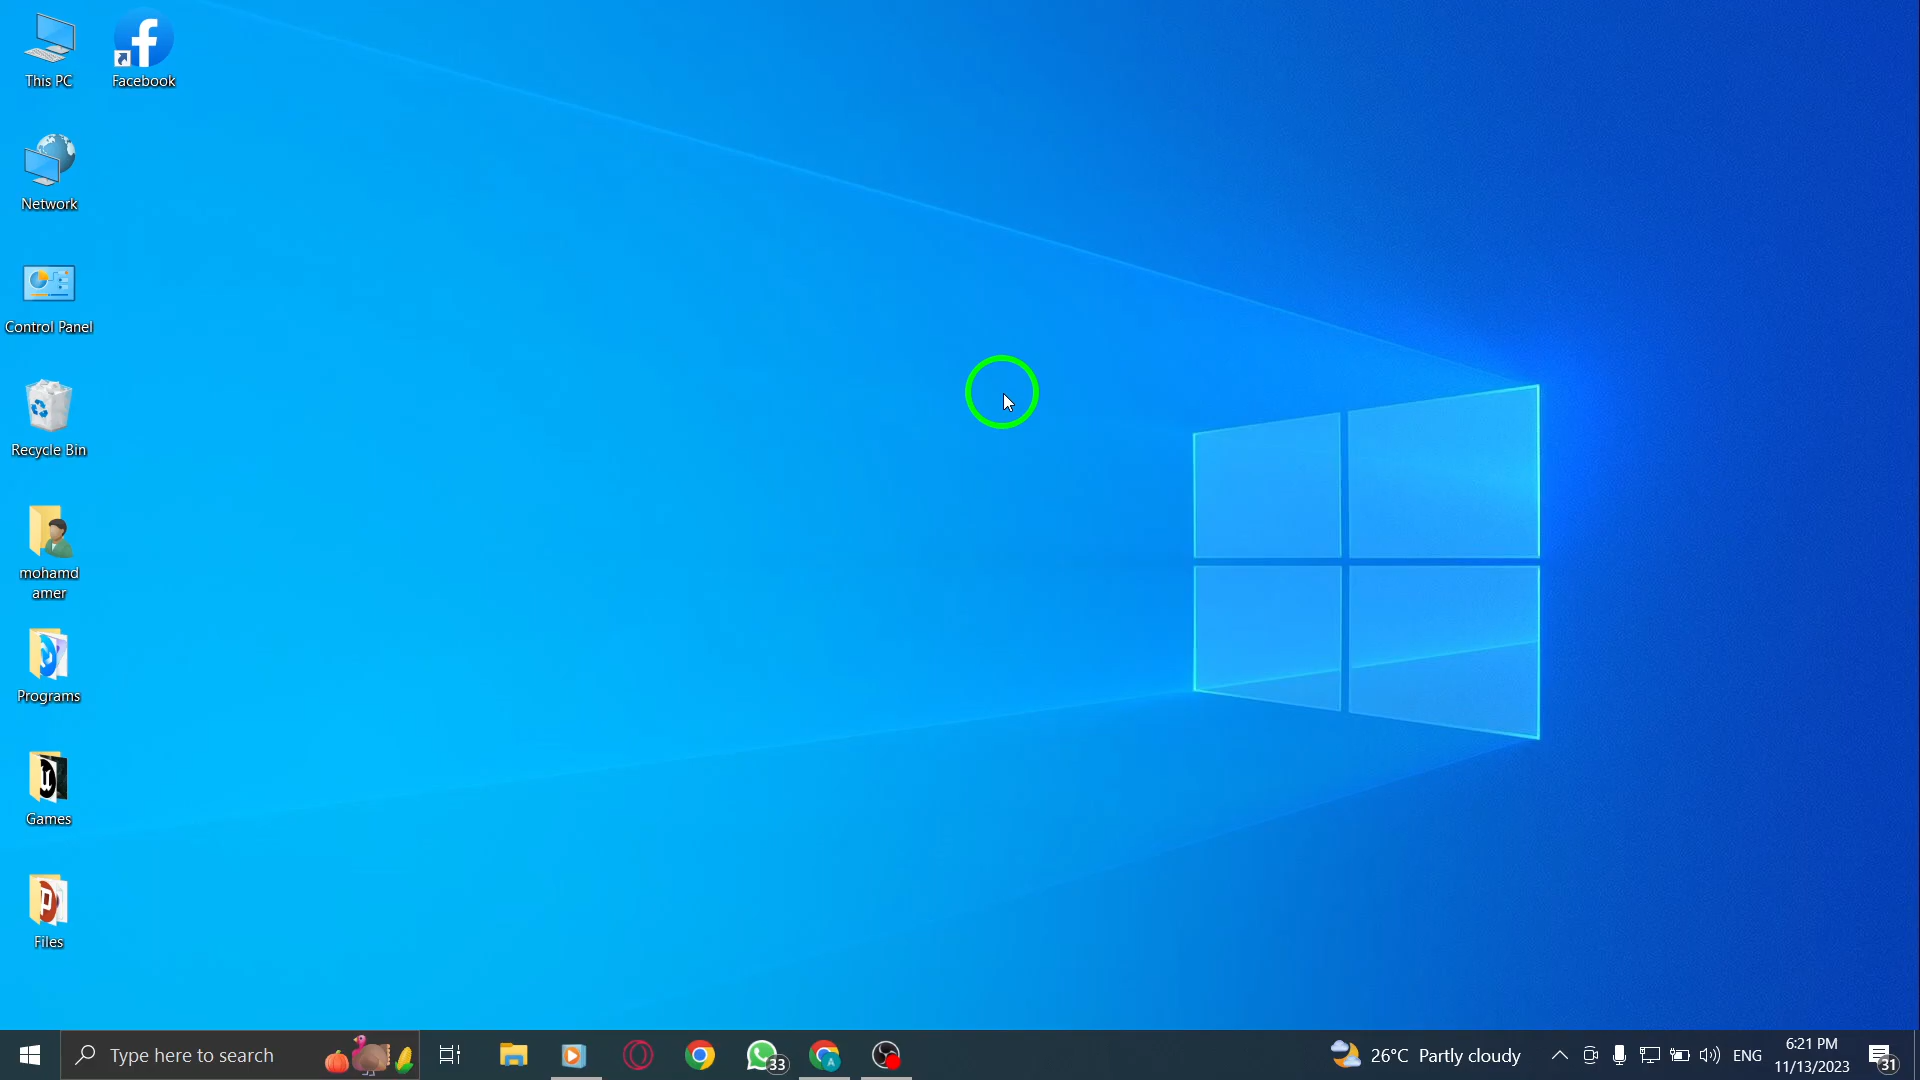 This PC
Facebook
Network
Control Panel
Recycle Bin
mohamd
amer
Programs
Games
Files
Type here to search
33
A
26°C Partly cloudy
ENG
6:21 PM
11/13/2023
31